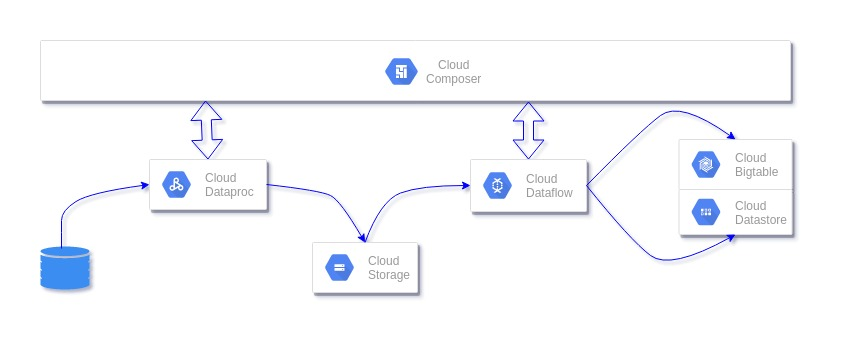 Cloud
Composer
Cloud
Dataproc
Cloud
Storage
Cloud
Dataflow
Cloud
Bigtable
Cloud
Datastore